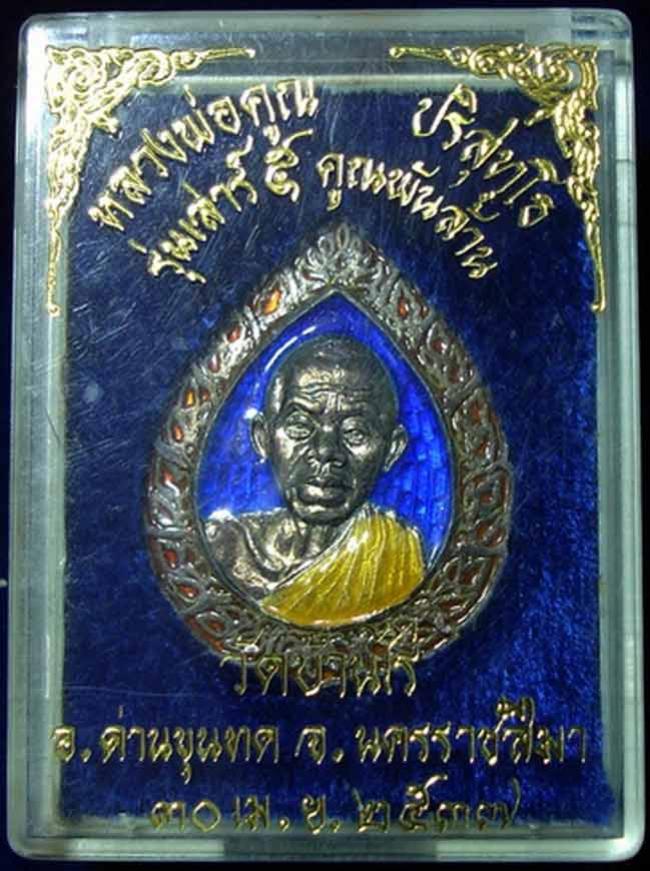 หลวงพ่อคูณ ปริสุทฺโธ
รุ่นเสาร์ ๕ คูณพันล้าน
วัดบ้านไร่
อ.ด่านขุนทด จ.นครราชสีมา
๓๐ เม.ย. ๒๕๓๗